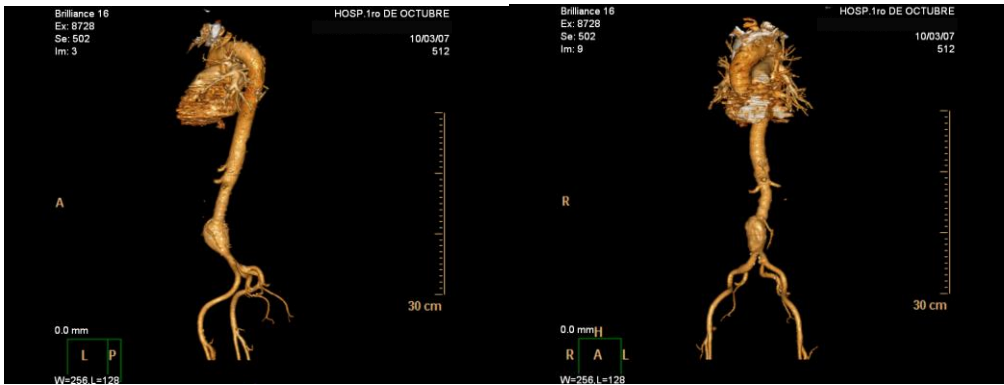 Brilliance 16
Ex: 8728
Se: 502
Im: 3
HOSP.1ro DE OCTUBRE
10/03/07
512
A
30 cm
0.0 mm
L P
W=256,L=128
Brilliance 16
Ex: 8728
Se: 502
Im: 9
HOSP.1ro DE OCTUBRE
10/03/07
512
R
30 cm
0.0 mm
H
R A L
W=256,L=128